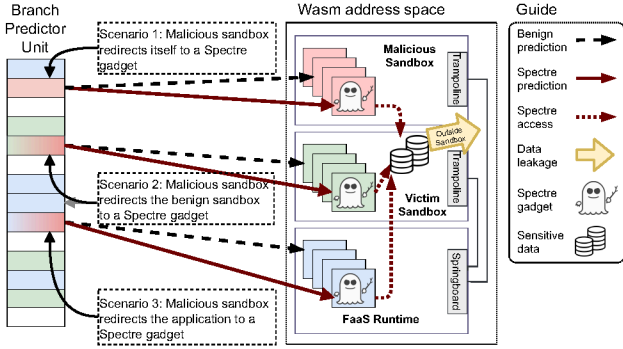 Branch
Predictor
Unit
Scenario 1: Malicious sandbox
redirects itself to a Spectre
gadget
Scenario 2: Malicious sandbox
redirects the benign sandbox
to a Spectre gadget
Scenario 3: Malicious sandbox
redirects the application to a
Spectre gadget
Wasm address space
Malicious
Sandbox
Trampoline
Outside
Sandbox
Trampoline
Victim
Sandbox
Springboard
FaaS Runtime
Guide
Benign
prediction
Spectre
prediction
Spectre
access
Data
leakage
Spectre
gadget
Sensitive
data